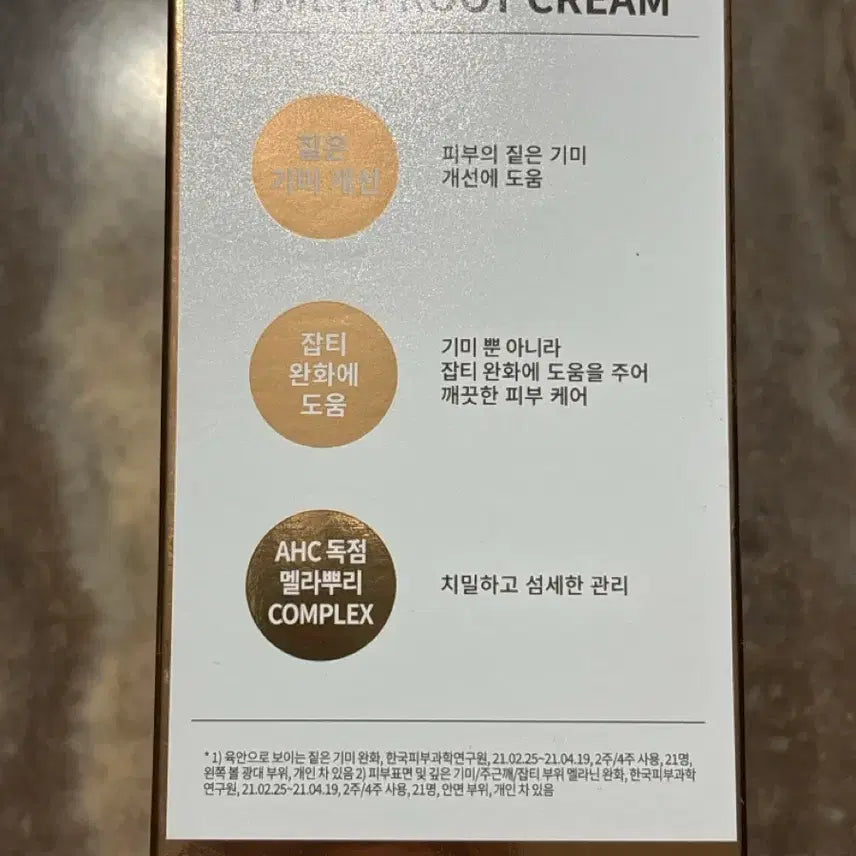 ROOT CREAM
짙은
기미 개선
피부의 짙은 기미
개선에 도움
잡티
완화에
도움
기미 뿐 아니라
잡티 완화에 도움을 주어
깨끗한 피부 케어
AHC 독점
멜라뿌리
COMPLEX
치밀하고 섬세한 관리
* 1) 육안으로 보이는 짙은 기미 완화, 한국피부과학연구원, 21.02.25~21.04.19, 2주/4주 사용, 21명,
왼쪽 볼 광대 부위, 개인 차 있음 2) 피부표면 및 깊은 기미/주근깨/잡티 부위 멜라닌 완화, 한국피부과학
연구원, 21.02.25~21.04.19, 2주/4주 사용, 21명, 안면 부위, 개인 차 있음